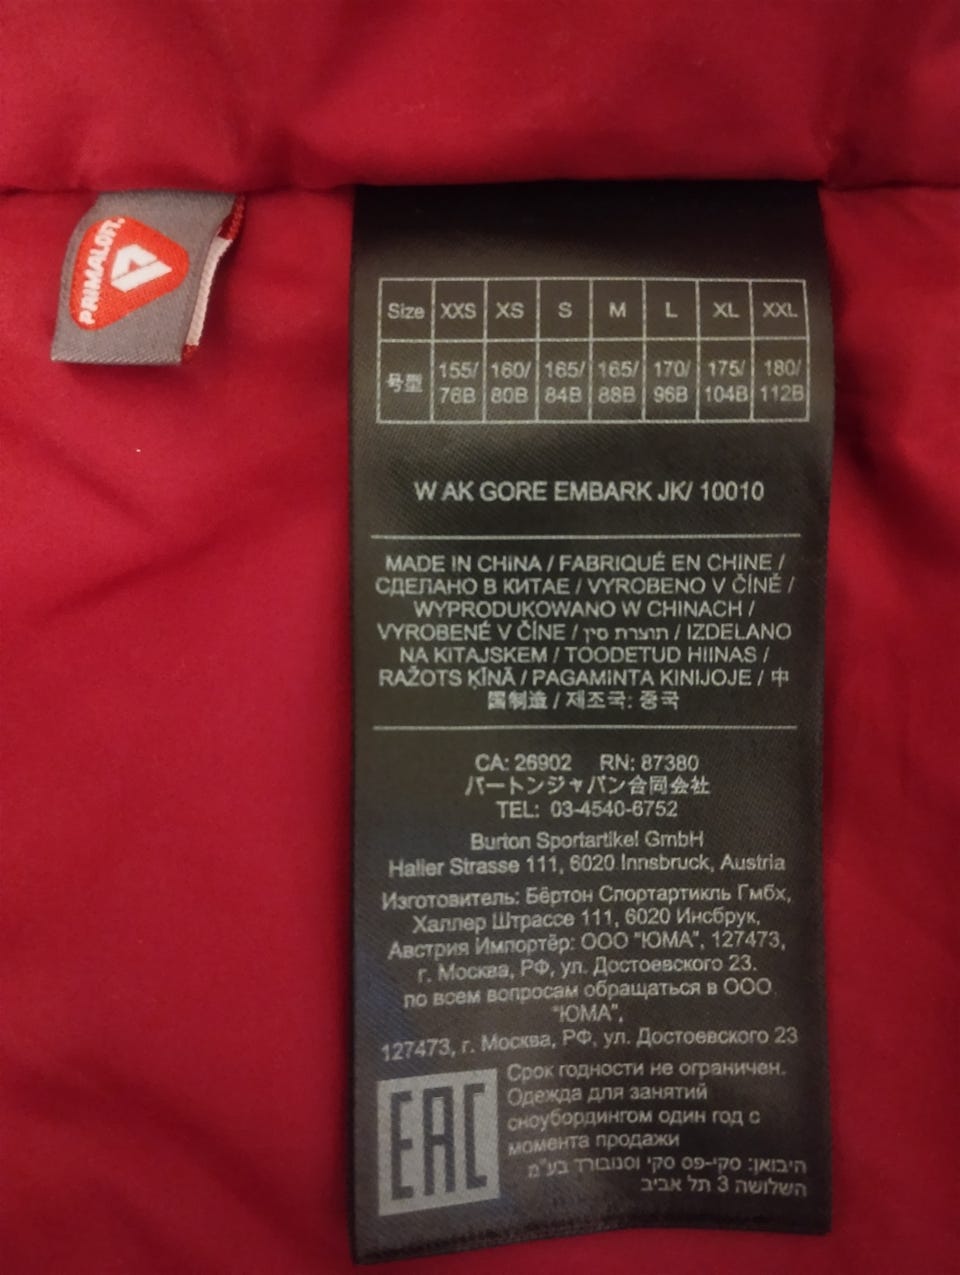 PRIMALOFT
Size XXS XS S M L XL XXL
号型 155/76B 160/80B 165/84B 165/88B 170/96B 175/104B 180/112B
W AK GORE EMBARK JK/ 10010
MADE IN CHINA / FABRIQUÉ EN CHINE /
СДЕЛАНО В КИТАЕ / VYROBENO V ČÍNĚ /
WYPRODUKOWANO W CHINACH /
VYROBENÉ V ČÍNE / תוצרת סין / IZDELANO
NA KITAJSKEM / TOODETUD HIINAS /
RAŽOTS ĶĪNĀ / PAGAMINTA KINIJOJE / 中
国制造 / 제조국: 중국
CA: 26902 RN: 87380
バートンジャパン合同会社
TEL: 03-4540-6752
Burton Sportartikel GmbH
Haller Strasse 111, 6020 Innsbruck, Austria
Изготовитель: Бёртон Спортартикль Гмбх,
Халлер Штрассе 111, 6020 Инсбрук,
Австрия Импортёр: ООО "ЮМА", 127473,
г. Москва, РФ, ул. Достоевского 23.
по всем вопросам обращаться в ООО
"ЮМА",
127473, г. Москва, РФ, ул. Достоевского 23
Срок годности не ограничен.
Одежда для занятий
сноубордингом один год с
момента продажи
EAC
היבואן: סקי-פס סקי וסנובורד בע"מ
השלושה 3 תל אביב